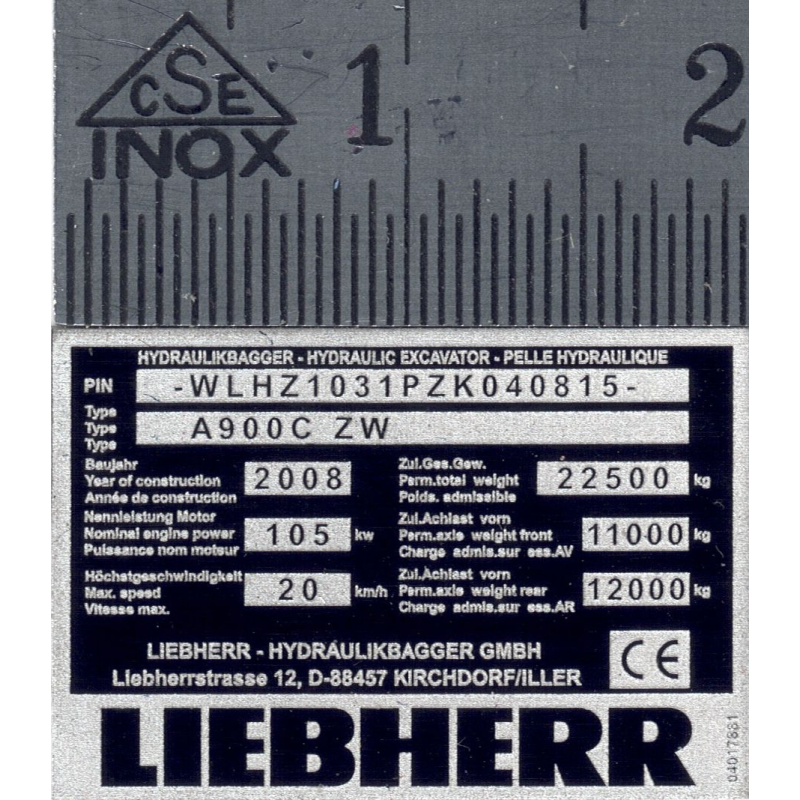 CSE
INOX
1
2
HYDRAULIKBAGGER - HYDRAULIC EXCAVATOR - PELLE HYDRAULIQUE
PIN -WLHZ1031PZK040815-
Type
Type A900C ZW
Type
Baujahr
Year of construction 2008
Année de construction
Zul.Ges.Gew.
Perm.total weight 22500 kg
Poids. admissible
Nennleistung Motor
Nominal engine power 105 kw
Puissance nom moteur
Zul.Achlast vorn
Perm.axle weight front 11000 kg
Charge admis.sur ess.AV
Höchstgeschwindigkeit
Max. speed 20 km/h
Vitesse max.
Zul.Achlast vorn
Perm.axle weight rear 12000 kg
Charge admis.sur ess.AR
LIEBHERR - HYDRAULIKBAGGER GMBH
Liebherrstrasse 12, D-88457 KIRCHDORF/ILLER
CE
LIEBHERR
04017881